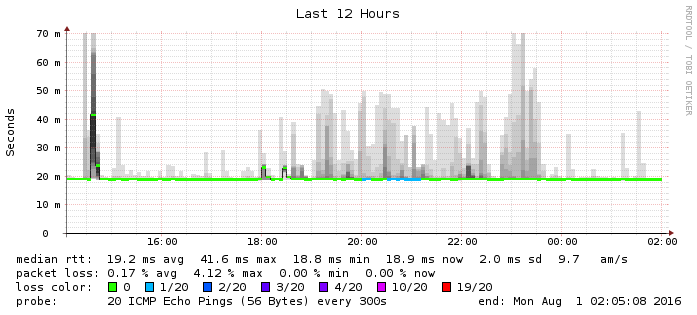 Last 12 Hours
RRDTOOL / TOBI OETIKER
Seconds
70 m
60 m
50 m
40 m
30 m
20 m
10 m
0
16:00 18:00 20:00 22:00 00:00 02:00
median rtt: 19.2 ms avg 41.6 ms max 18.8 ms min 18.9 ms now 2.0 ms sd 9.7 am/s
packet loss: 0.17 % avg 4.12 % max 0.00 % min 0.00 % now
loss color: 0 1/20 2/20 3/20 4/20 10/20 19/20
probe: 20 ICMP Echo Pings (56 Bytes) every 300s end: Mon Aug 1 02:05:08 2016